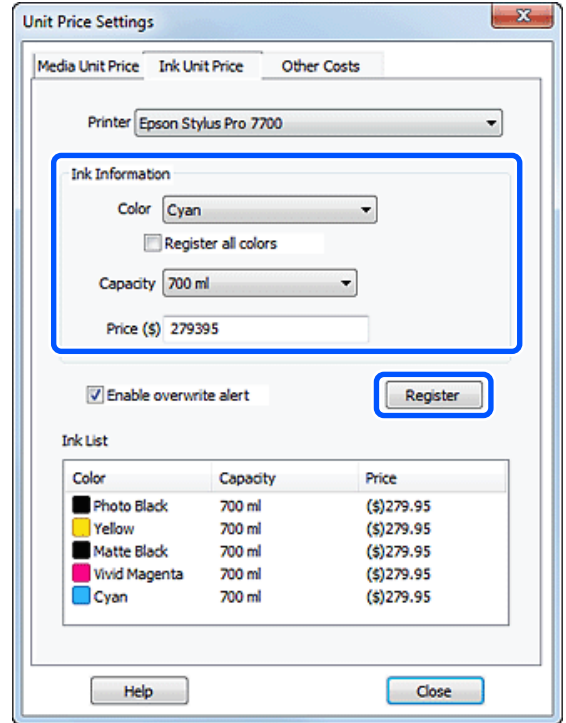 Unit Price Settings
Media Unit Price Ink Unit Price Other Costs
Printer Epson Stylus Pro 7700
Ink Information
Color Cyan
Register all colors
Capacity 700 ml
Price ($) 279395
Enable overwrite alert Register
Ink List
Color Capacity Price
Photo Black 700 ml ($)279.95
Yellow 700 ml ($)279.95
Matte Black 700 ml ($)279.95
Vivid Magenta 700 ml ($)279.95
Cyan 700 ml ($)279.95
Help Close